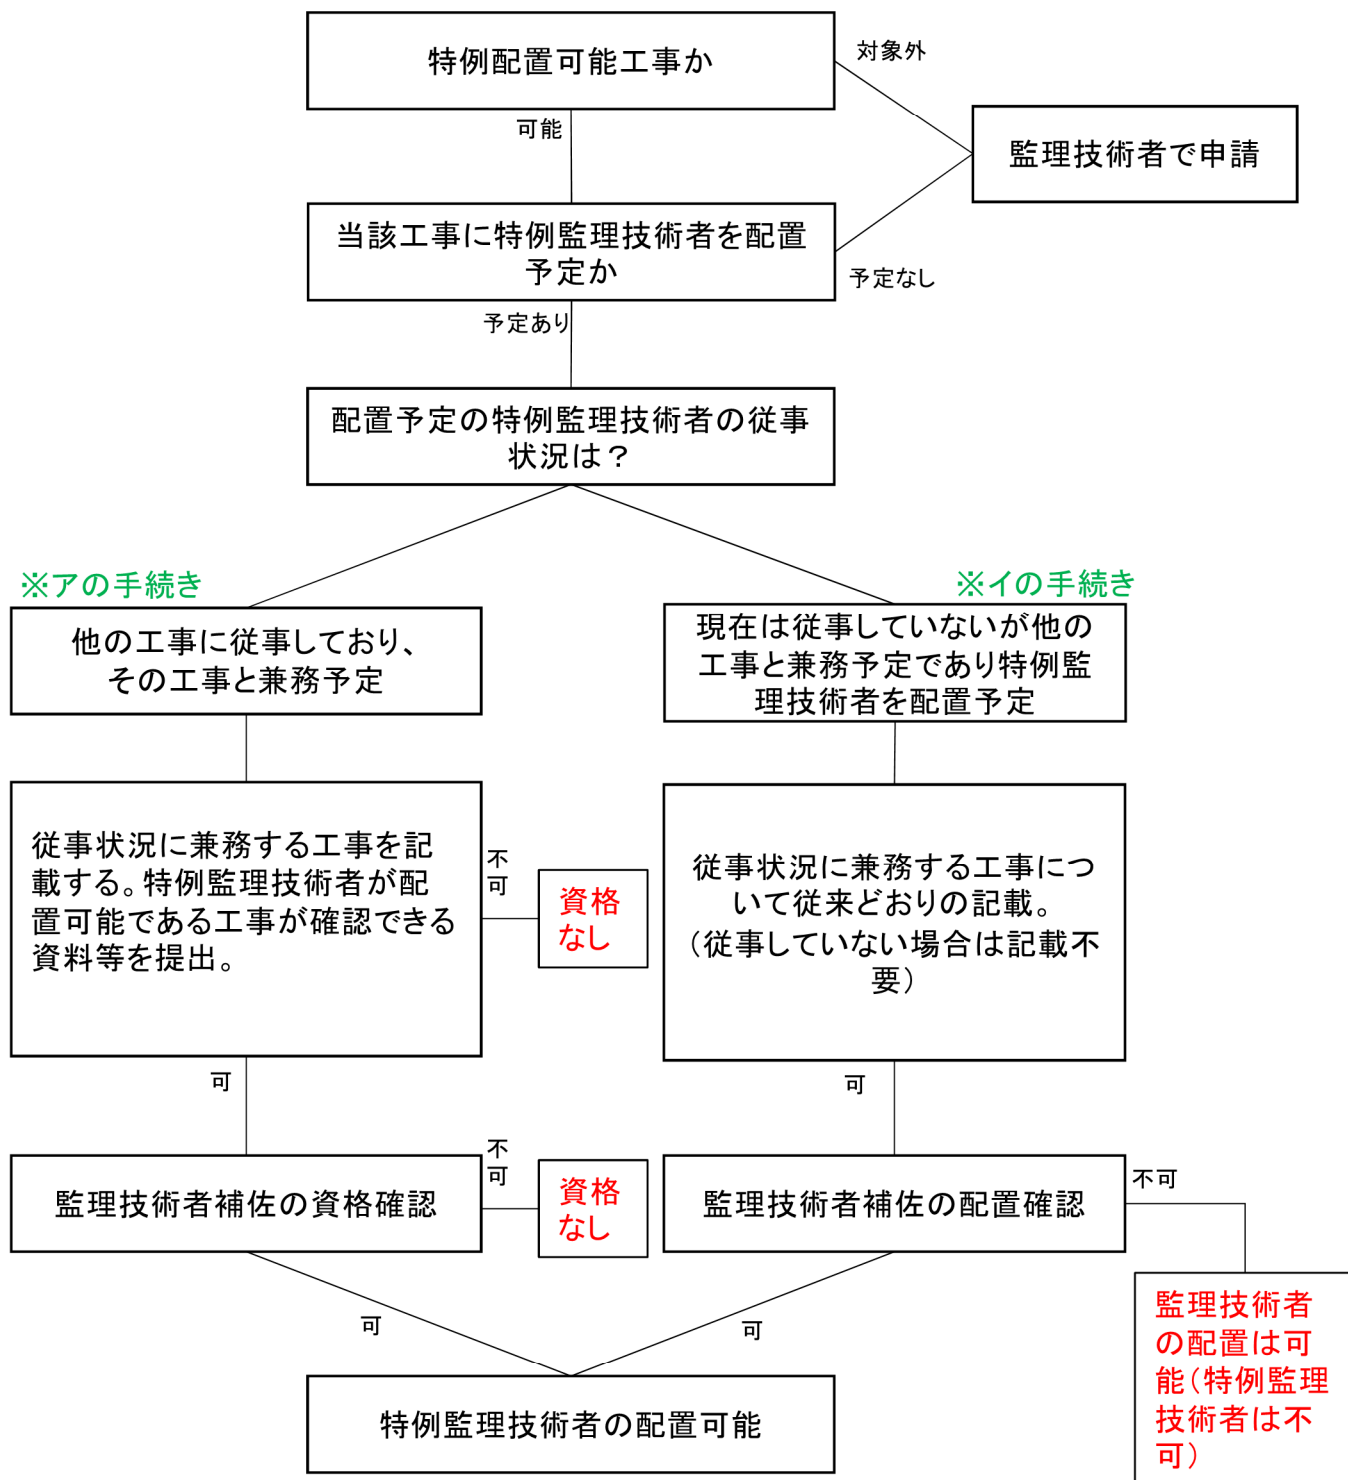 特例配置可能工事か
対象外
可能
監理技術者で申請
当該工事に特例監理技術者を配置
予定か
予定なし
予定あり
配置予定の特例監理技術者の従事
状況は？
※アの手続き
※イの手続き
他の工事に従事しており、
その工事と兼務予定
現在は従事していないが他の
工事と兼務予定であり特例監
理技術者を配置予定
従事状況に兼務する工事を記
載する。特例監理技術者が配
置可能である工事が確認できる
資料等を提出。
不
可
資格
なし
従事状況に兼務する工事につ
いて従来どおりの記載。
（従事していない場合は記載不
要）
可
可
監理技術者補佐の資格確認
不
可
資格
なし
監理技術者補佐の配置確認
不可
監理技術者
の配置は可
能（特例監理
技術者は不
可）
可
可
特例監理技術者の配置可能